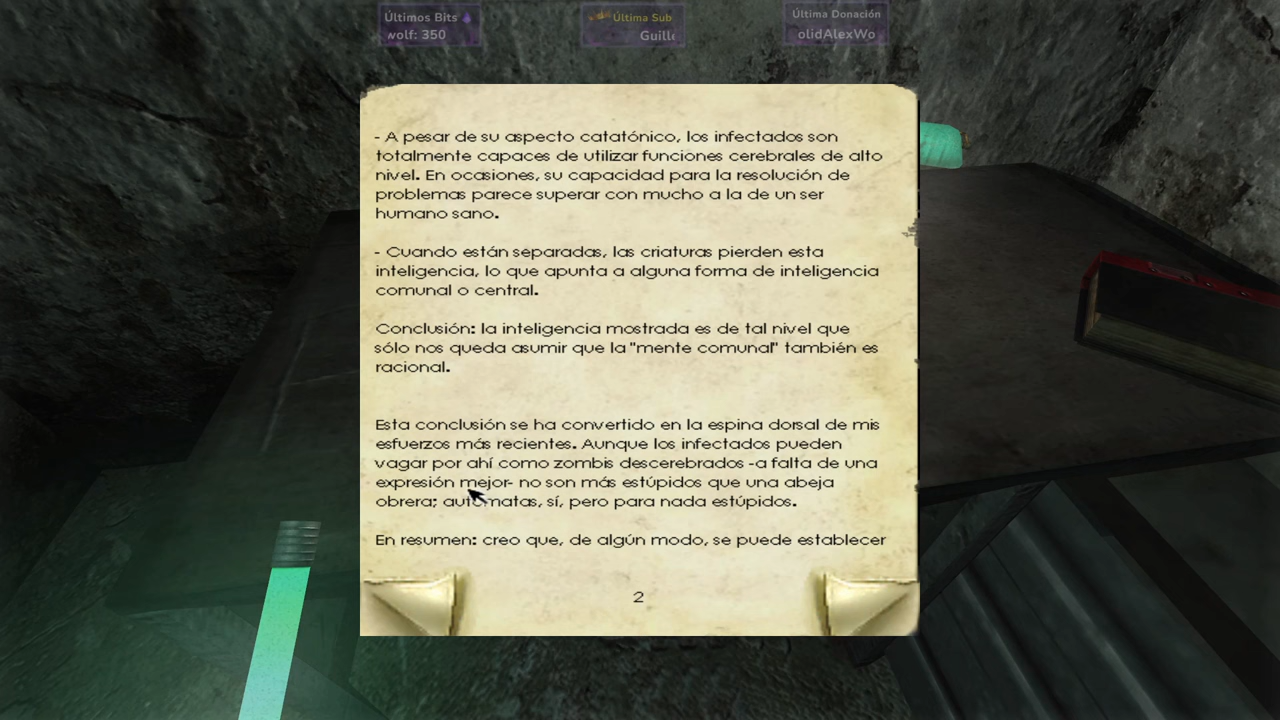 Últimos Bits
wolf: 350
Última Sub
Guill
Última Donación
olidAlexWo
- A pesar de su aspecto catatónico, los infectados son
totalmente capaces de utilizar funciones cerebrales de alto
nivel. En ocasiones, su capacidad para la resolución de
problemas parece superar con mucho a la de un ser
humano sano.
- Cuando están separadas, las criaturas pierden esta
inteligencia, lo que apunta a alguna forma de inteligencia
comunal o central.
Conclusión: la inteligencia mostrada es de tal nivel que
sólo nos queda asumir que la "mente comunal" también es
racional.
Esta conclusión se ha convertido en la espina dorsal de mis
esfuerzos más recientes. Aunque los infectados pueden
vagar por ahí como zombis descerebrados -a falta de una
expresión mejor- no son más estúpidos que una abeja
obrera; autómatas, sí, pero para nada estúpidos.
En resumen: creo que, de algún modo, se puede establecer
2